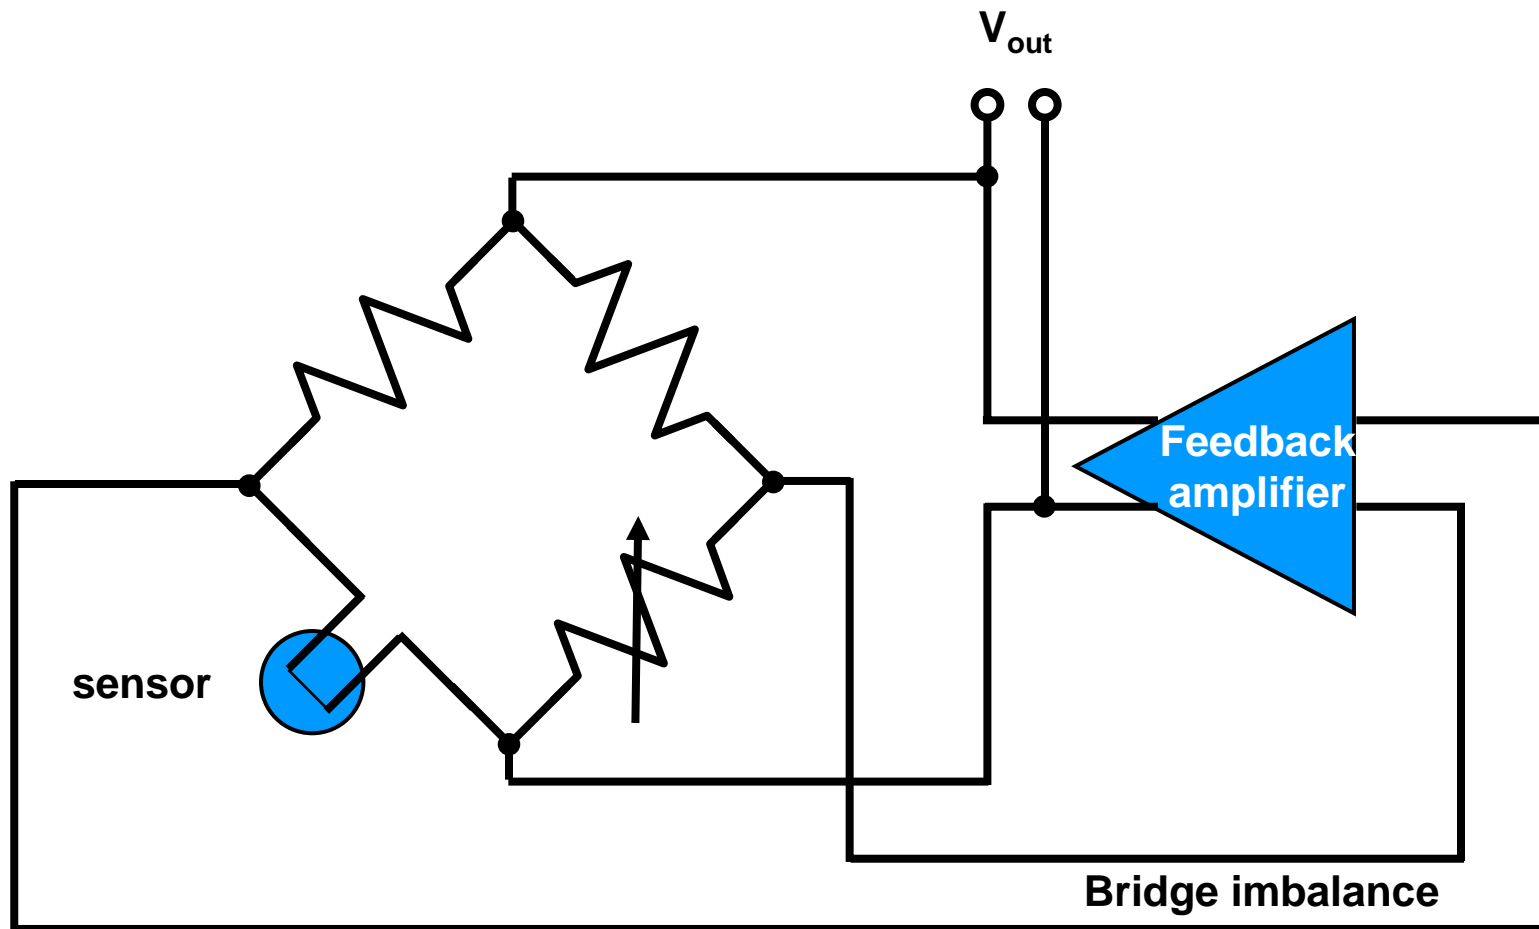 Vout
Feedback
amplifier
sensor
Bridge imbalance